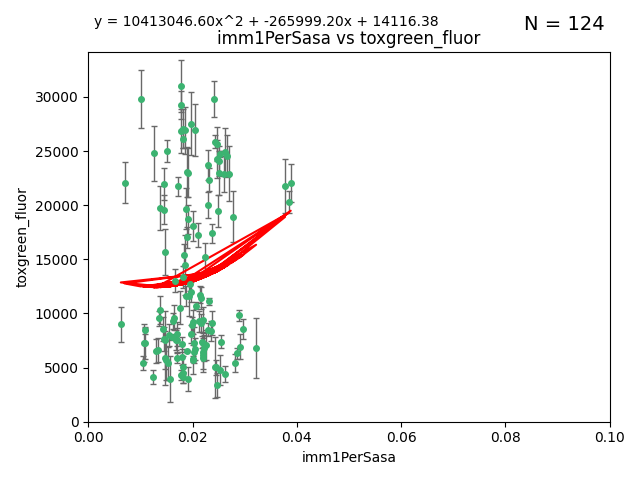 y = 10413046.60x^2 + -265999.20x + 14116.38
N = 124
imm1PerSasa vs toxgreen_fluor
toxgreen_fluor
30000
25000
20000
15000
10000
5000
0
0.00 0.02 0.04 0.06 0.08 0.10
imm1PerSasa